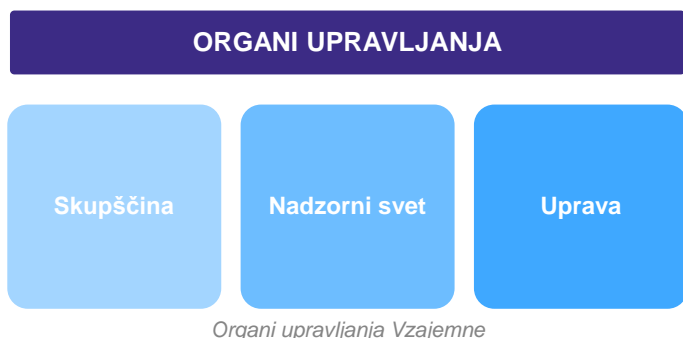 ORGANI UPRAVLJANJA
Skupščina
Nadzorni svet
Uprava
Organi upravljanja Vzajemne